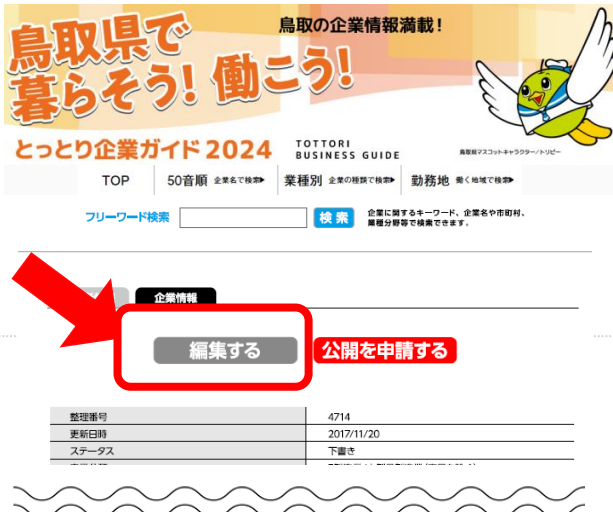 鳥取県で
暮らそう! 働こう!
鳥取の企業情報満載!
とっとり企業ガイド2024
TOTTORI
BUSINESS GUIDE
鳥取県マスコットキャラクター/トリピー
TOP 50音順 企業名で検索▶ 業種別 企業の種類で検索▶ 勤務地 働く地域で検索▶
フリーワード検索 検索 企業に関するキーワード、企業名や市町村、
業種分野等で検索できます。
企業情報
編集する 公開を申請する
整理番号 4714
更新日時 2017/11/20
ステータス 下書き